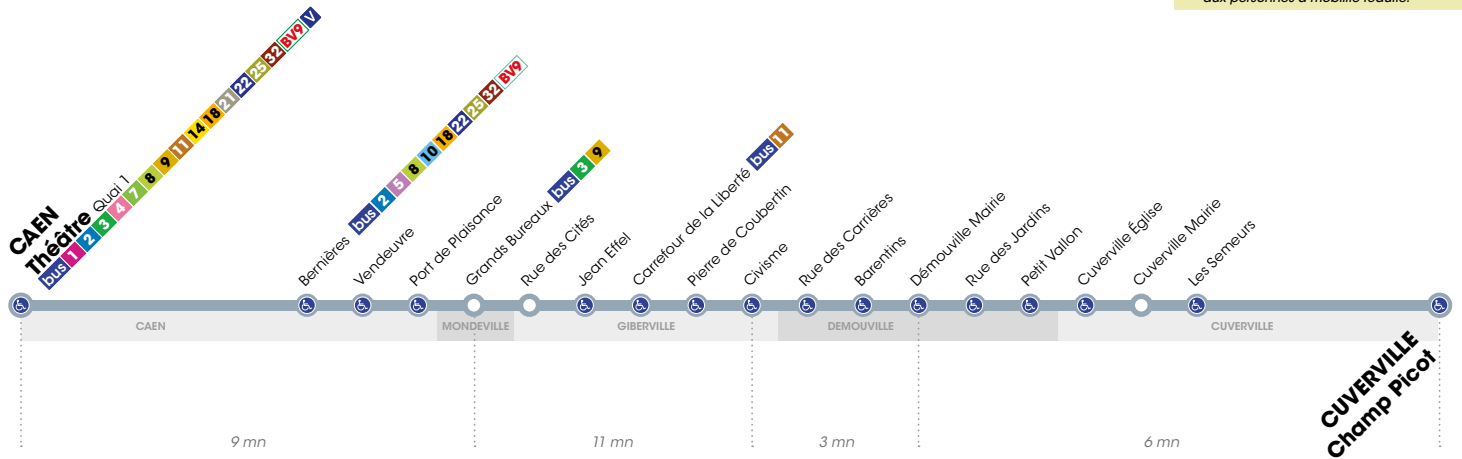 aux personnes à mobilité réduite.
CAEN
Théâtre Quai 1
bus 1 2 3 4 7 8 9 11 14 18 21 22 25 32 BV9 V
Bernières bus 2 5 8 10 18 22 25 32 BV9
Vendeuvre
Port de Plaisance
Grands Bureaux bus 3 9
Rue des Cités
Jean Effel
Carrefour de la Liberté bus 11
Pierre de Coubertin
Civisme
Rue des Carrières
Barentins
Démouville Mairie
Rue des Jardins
Petit Vallon
Cuverville Église
Cuverville Mairie
Les Semeurs
CUVERVILLE
Champ Picot
CAEN
MONDEVILLE
GIBERVILLE
DEMOUVILLE
CUVERVILLE
9 mn
11 mn
3 mn
6 mn